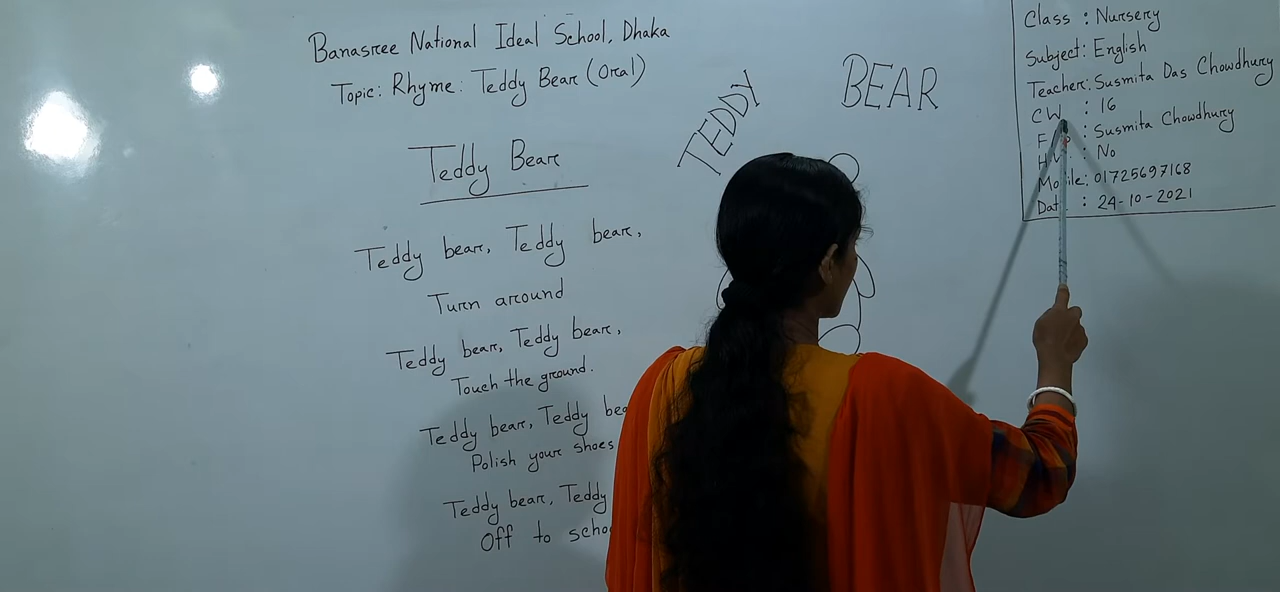 Banasree National Ideal School, Dhaka
Topic: Rhyme: Teddy Bear (Oral)
Teddy Bear
Teddy bear, Teddy bear,
Turn around
Teddy bear, Teddy bear,
Touch the ground.
Teddy bear, Teddy
Polish your shoes
Teddy bear, Teddy
Off to
TEDDY
BEAR
Class : Nursery
Subject: English
Teacher: Susmita Das Chowdhury
CW : 16
: Susmita Chowdhury
: No
: 01725697168
: 24-10-2021